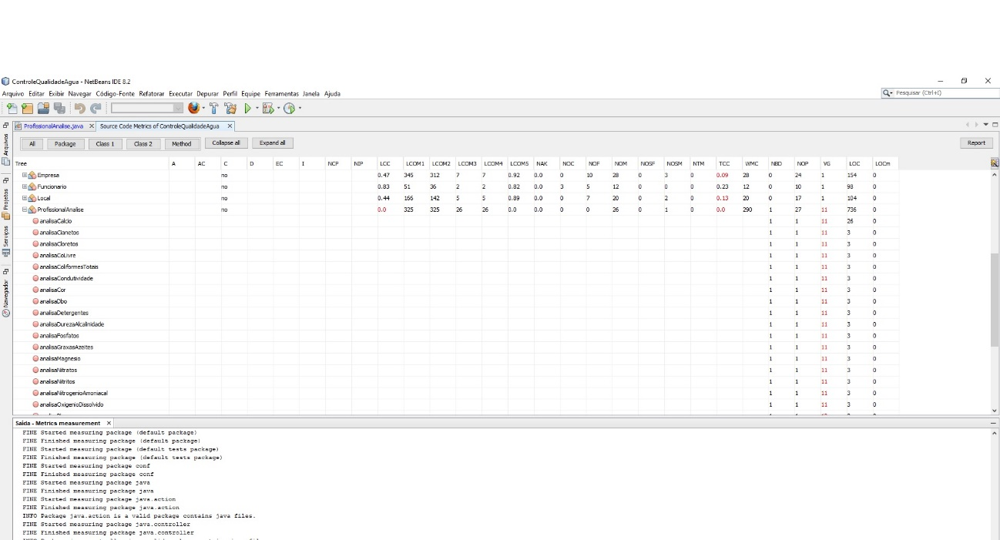 ControleQualidadeAgua - NetBeans IDE 8.2
Arquivo Editar Exibir Navegar Código-Fonte Refatorar Executar Depurar Perfil Equipe Ferramentas Janela Ajuda
Pesquisar (Ctrl+I)
ProfissionalAnalise.java Source Code Metrics of ControleQualidadeAgua
Arquivos
Projetos
Serviços
Navegador
All Package Class 1 Class 2 Method Collapse all Expand all Report
Tree A AC C D EC I NCP NIP LCC LCOM1 LCOM2 LCOM3 LCOM4 LCOM5 NAK NOC NOF NOM NOSF NOSM NTM TCC WMC NBD NOP VG LOC LOCm
Empresa no 0.47 345 312 7 7 0.92 0.0 0 10 28 0 3 0 0.09 28 0 24 1 154 0
Funcionario no 0.83 51 36 2 2 0.82 0.0 3 5 12 0 0 0 0.23 12 0 10 1 98 0
Local no 0.44 166 142 5 5 0.89 0.0 0 7 20 0 2 0 0.13 20 0 17 1 104 0
ProfissionalAnalise no 0.0 325 325 26 26 0.0 0.0 0 0 26 0 1 0 0.0 290 1 27 11 736 0
analisaCalcio 1 1 11 26 0
analisaCianetos 1 1 11 3 0
analisaCloretos 1 1 11 3 0
analisaCoLivre 1 1 11 3 0
analisaColiformesTotais 1 1 11 3 0
analisaCondutividade 1 1 11 3 0
analisaCor 1 1 11 3 0
analisaDbo 1 1 11 3 0
analisaDetergentes 1 1 11 3 0
analisaDurezaAlcalinidade 1 1 11 3 0
analisaFosfatos 1 1 11 3 0
analisaGraxasAzeites 1 1 11 3 0
analisaMagnesio 1 1 11 3 0
analisaNitratos 1 1 11 3 0
analisaNitritos 1 1 11 3 0
analisaNitrogenioAmoniacal 1 1 11 3 0
analisaOxigenioDissolvido 1 1 11 3 0
Saída - Metrics measurement
FINE Started measuring package (default package)
FINE Finished measuring package (default package)
FINE Started measuring package (default tests package)
FINE Finished measuring package (default tests package)
FINE Started measuring package conf
FINE Finished measuring package conf
FINE Started measuring package java
FINE Finished measuring package java
FINE Started measuring package java.action
FINE Finished measuring package java.action
INFO Package java.action is a valid package contains java files.
FINE Started measuring package java.controller
FINE Finished measuring package java.controller